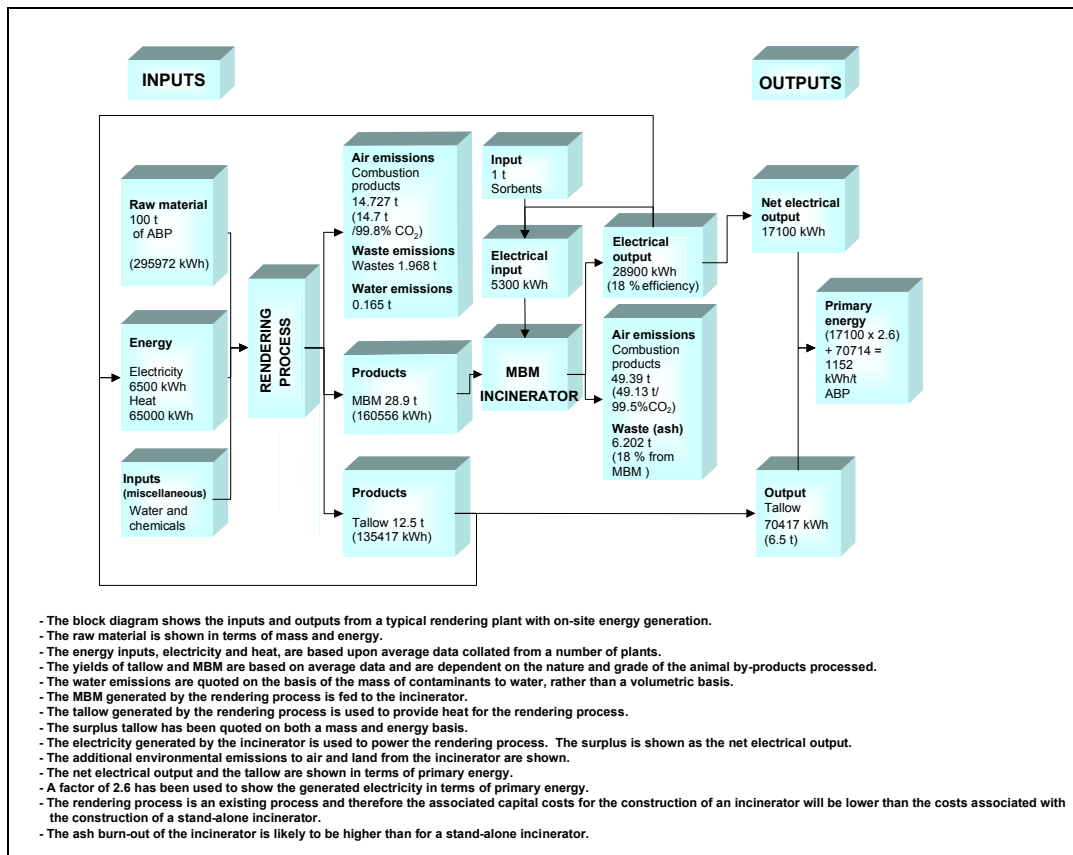 INPUTS
OUTPUTS
Raw material
100 t
of ABP
(295972 kWh)
Energy
Electricity
6500 kWh
Heat
65000 kWh
Inputs
(miscellaneous)
Water and
chemicals
RENDERING
PROCESS
Air emissions
Combustion
products
14.727 t
(14.7 t
/99.8% CO₂)
Waste emissions
Wastes 1.968 t
Water emissions
0.165 t
Products
MBM 28.9 t
(160556 kWh)
Products
Tallow 12.5 t
(135417 kWh)
Input
1 t
Sorbents
Electrical
input
5300 kWh
MBM
INCINERATOR
Electrical
output
28900 kWh
(18 % efficiency)
Air emissions
Combustion
products
49.39 t
(49.13 t/
99.5%CO₂)
Waste (ash)
6.202 t
(18 % from
MBM )
Net electrical
output
17100 kWh
Primary
energy
(17100 x 2.6)
+ 70714 =
1152
kWh/t
ABP
Output
Tallow
70417 kWh
(6.5 t)
- The block diagram shows the inputs and outputs from a typical rendering plant with on-site energy generation.
- The raw material is shown in terms of mass and energy.
- The energy inputs, electricity and heat, are based upon average data collated from a number of plants.
- The yields of tallow and MBM are based on average data and are dependent on the nature and grade of the animal by-products processed.
- The water emissions are quoted on the basis of the mass of contaminants to water, rather than a volumetric basis.
- The MBM generated by the rendering process is fed to the incinerator.
- The tallow generated by the rendering process is used to provide heat for the rendering process.
- The surplus tallow has been quoted on both a mass and energy basis.
- The electricity generated by the incinerator is used to power the rendering process. The surplus is shown as the net electrical output.
- The additional environmental emissions to air and land from the incinerator are shown.
- The net electrical output and the tallow are shown in terms of primary energy.
- A factor of 2.6 has been used to show the generated electricity in terms of primary energy.
- The rendering process is an existing process and therefore the associated capital costs for the construction of an incinerator will be lower than the costs associated with
the construction of a stand-alone incinerator.
- The ash burn-out of the incinerator is likely to be higher than for a stand-alone incinerator.